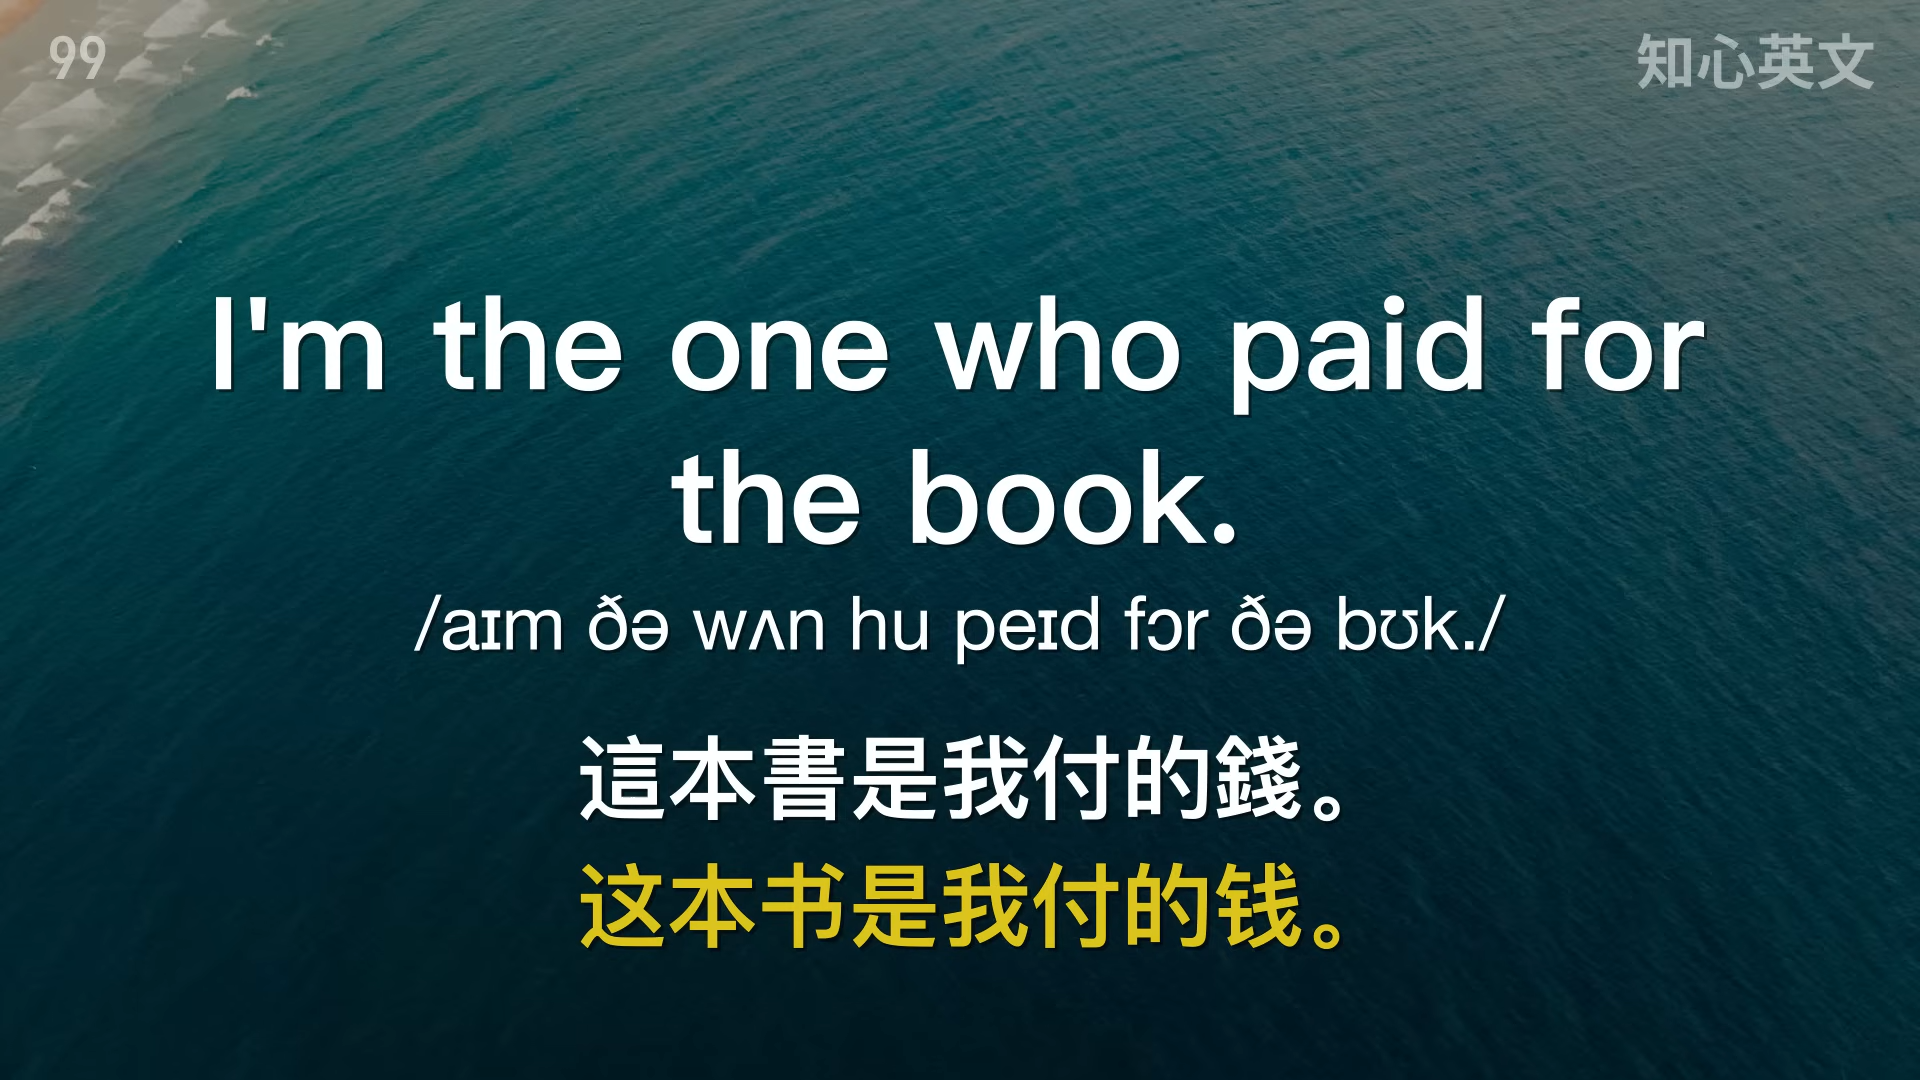 99
知心英文
I'm the one who paid for
the book.
/aɪm ðə wʌn hu peɪd fɔr ðə bʊk./
這本書是我付的錢。
这本书是我付的钱。